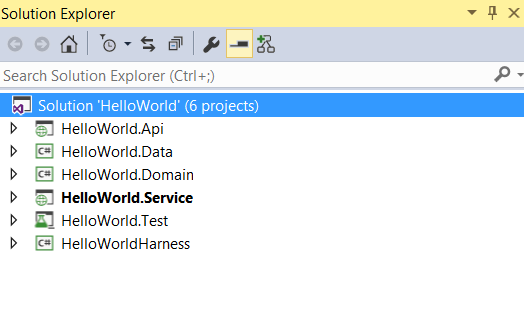 Solution Explorer
Search Solution Explorer (Ctrl+;)
Solution 'HelloWorld' (6 projects)
HelloWorld.Api
C# HelloWorld.Data
C# HelloWorld.Domain
HelloWorld.Service
HelloWorld.Test
C# HelloWorldHarness